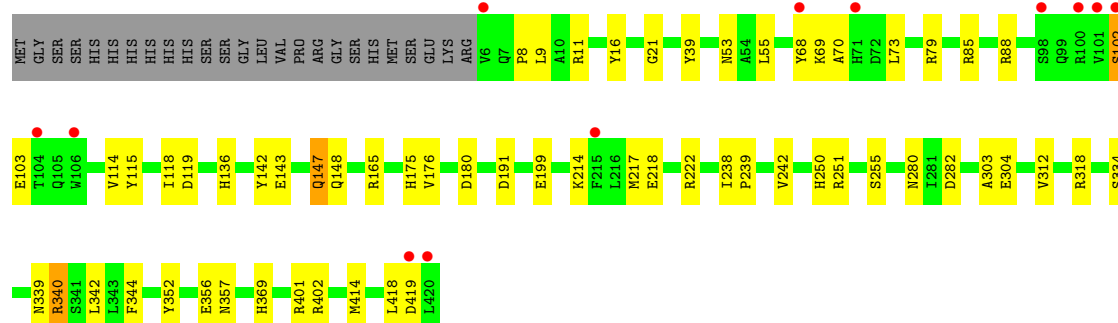 MET GLY SER SER HIS HIS HIS HIS HIS HIS SER SER GLY LEU VAL PRO ARG GLY SER HIS MET SER GLU LYS ARG V6 Q7 P8 L9 A10 R11 Y16 G21 Y39 N53 A54 L55 Y68 K69 A70 H71 D72 L73 R79 R85 R88 S98 Q99 R100 V101 S102
E103 T104 Q105 W106 V114 Y115 I118 D119 H136 Y142 E143 Q147 Q148 R165 H175 V176 D180 D191 E199 K214 F215 L216 M217 E218 R222 I238 P239 V242 H250 R251 S255 N280 I281 D282 A303 E304 V312 R318 S334
N339 R340 S341 L342 L343 F344 Y352 E356 N357 H369 R401 R402 M414 L418 D419 L420